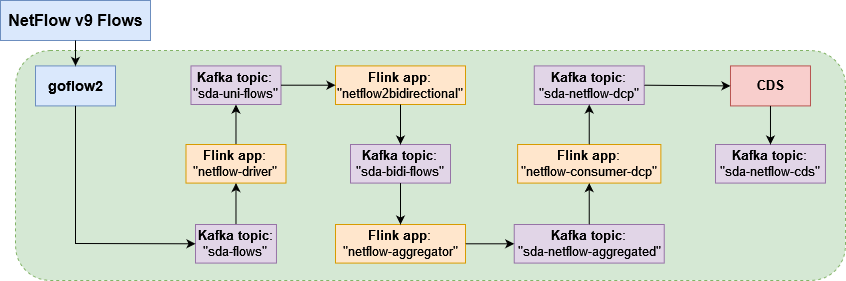 NetFlow v9 Flows
goflow2
Kafka topic:
"sda-flows"
Flink app:
"netflow-driver"
Kafka topic:
"sda-uni-flows"
Flink app:
"netflow2bidirectional"
Kafka topic:
"sda-bidi-flows"
Flink app:
"netflow-aggregator"
Kafka topic:
"sda-netflow-aggregated"
Flink app:
"netflow-consumer-dcp"
Kafka topic:
"sda-netflow-dcp"
CDS
Kafka topic:
"sda-netflow-cds"